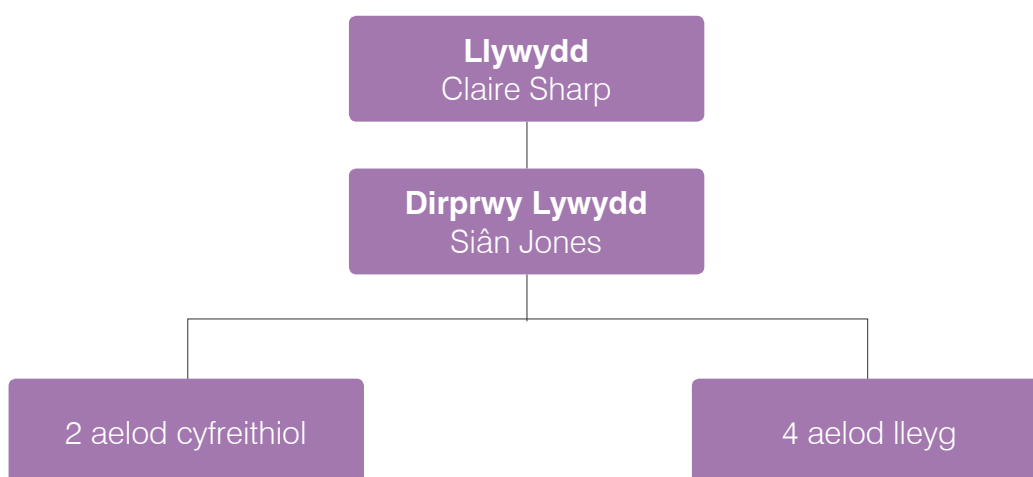 Llywydd
Claire Sharp
Dirprwy Lywydd
Siân Jones
2 aelod cyfreithiol
4 aelod lleyg